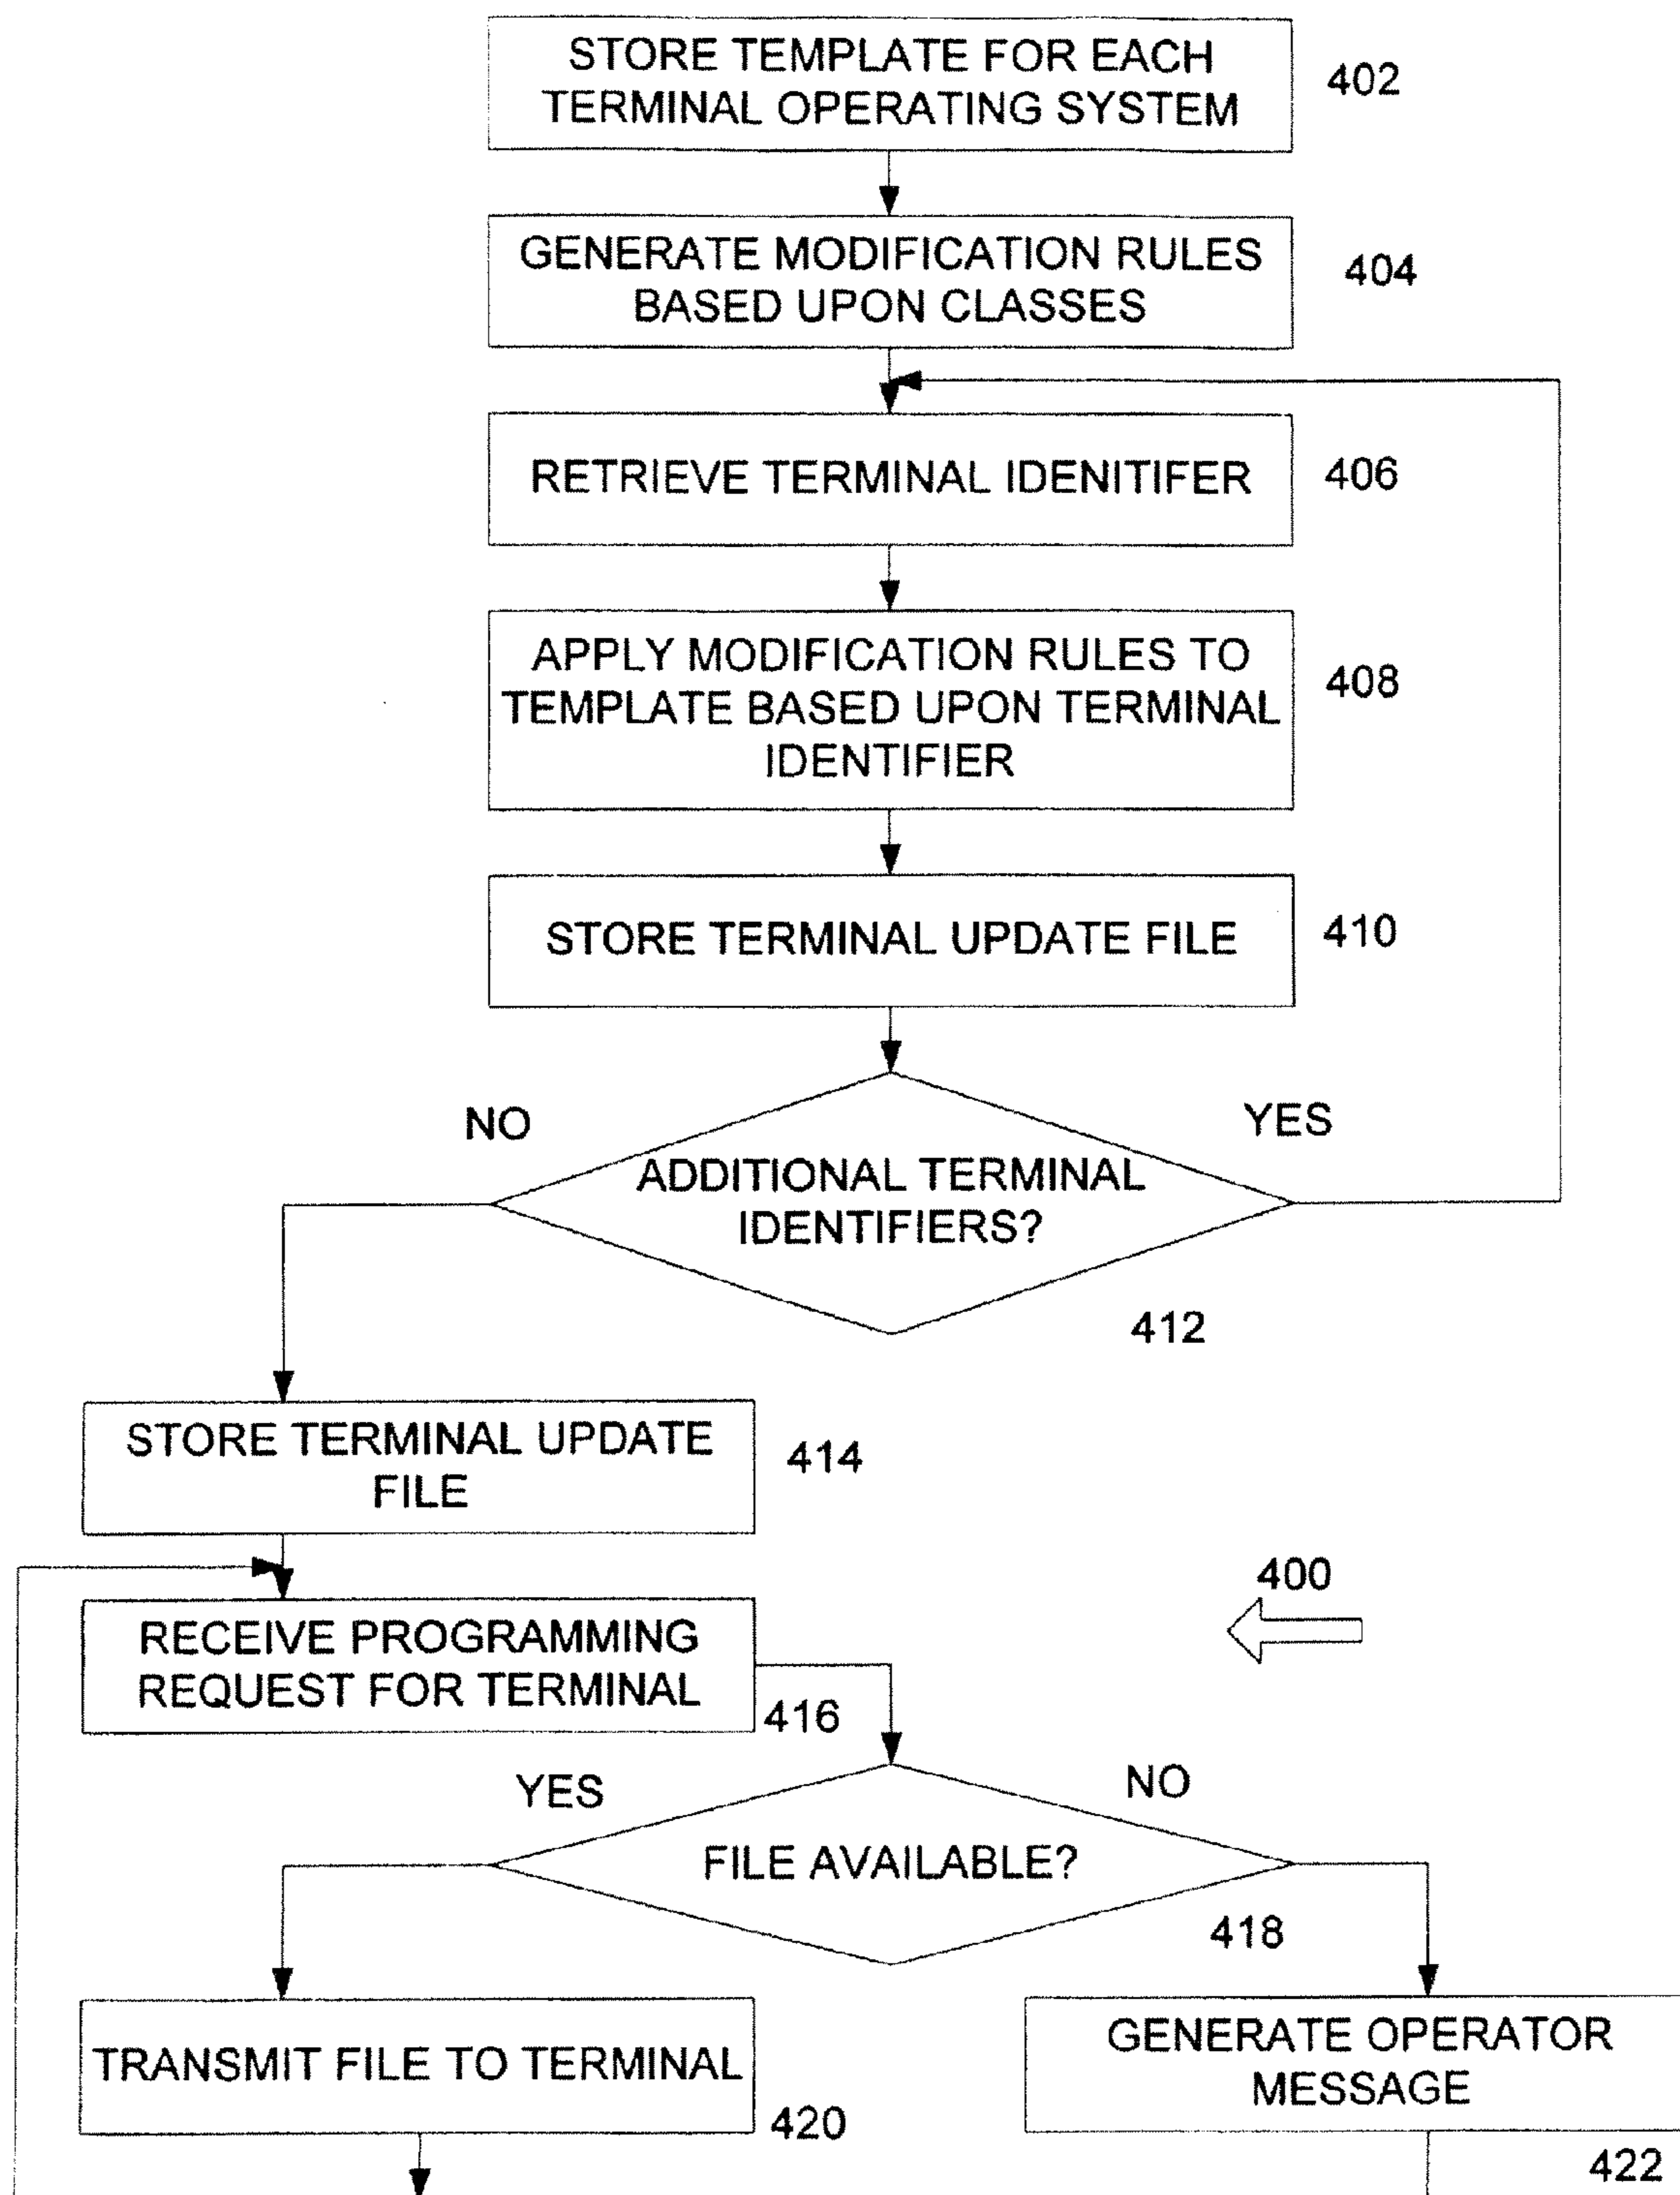 STORE TEMPLATE FOR EACH
TERMINAL OPERATING SYSTEM
402
GENERATE MODIFICATION RULES
BASED UPON CLASSES
404
RETRIEVE TERMINAL IDENITIFER
406
APPLY MODIFICATION RULES TO
TEMPLATE BASED UPON TERMINAL
IDENTIFIER
408
STORE TERMINAL UPDATE FILE
410
NO
YES
ADDITIONAL TERMINAL
IDENTIFIERS?
412
STORE TERMINAL UPDATE
FILE
414
400
RECEIVE PROGRAMMING
REQUEST FOR TERMINAL
416
YES
NO
FILE AVAILABLE?
418
TRANSMIT FILE TO TERMINAL
420
GENERATE OPERATOR
MESSAGE
422